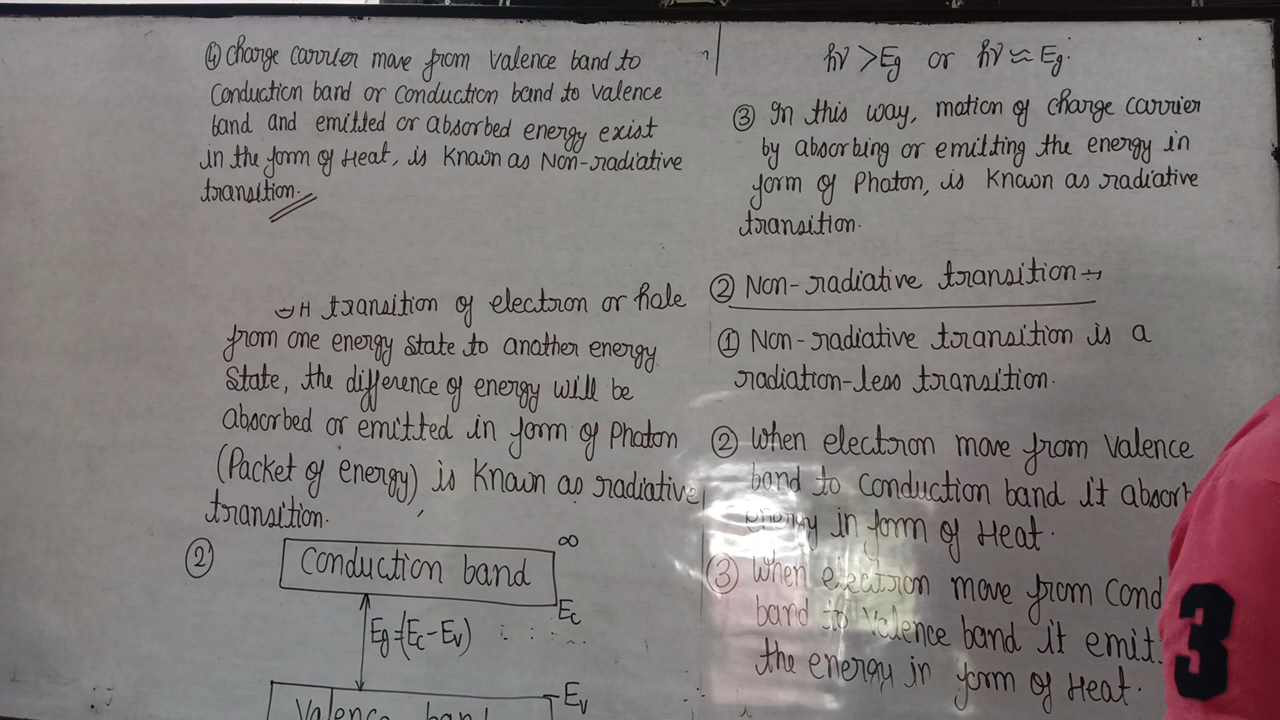 ④ Charge carrier move from Valence band to
Conduction band or Conduction band to Valence
band and emitted or absorbed energy exist
in the form of Heat, is Known as Non-radiative
transition.
→ A transition of electron or hole
from one energy state to another energy
State, the difference of energy will be
absorbed or emitted in form of Photon
(Packet of energy) is Known as radiative
transition.
②
Conduction band
∞
Ec
Eg=(Ec-Ev)
Ev
Valence band
hν > Eg or hν ≈ Eg.
③ In this way, motion of charge carrier
by absorbing or emitting the energy in
form of Photon, is Known as radiative
transition.
② Non-radiative transition →
① Non-radiative transition is a
radiation-less transition.
② When electron move from Valence
band to Conduction band it absorb
energy in form of Heat.
③ When electron move from Cond
band to Valence band it emit
the energy in form of Heat.
3